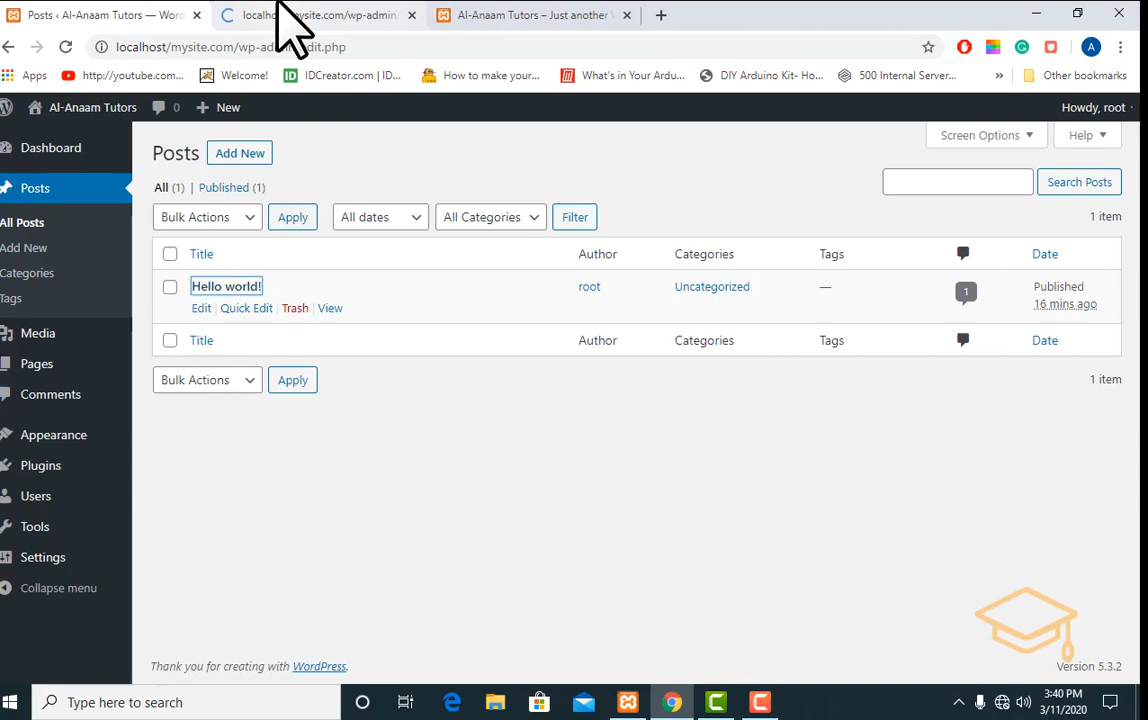 Posts ‹ Al-Anaam Tutors — Wor
mysite.com/wp-admin/
Al-Anaam Tutors – Just another
localhost/mysite.com/wp-
Apps
http://youtube.com...
Welcome!
IDCreator.com | ID...
How to make your...
What's in Your Ardu...
DIY Arduino Kit- Ho...
500 Internal Server...
Other bookmarks
Al-Anaam Tutors
0
New
Howdy, root
Dashboard
Posts
All Posts
Add New
Categories
Tags
Media
Pages
Comments
Appearance
Plugins
Users
Tools
Settings
Collapse menu
Posts
Add New
Screen Options
Help
All (1) | Published (1)
Search Posts
Bulk Actions
Apply
All dates
All Categories
Filter
1 item
Title
Author
Categories
Tags
Date
Hello world!
root
Uncategorized
—
1
Published
Edit | Quick Edit | Trash | View
16 mins ago
Title
Author
Categories
Tags
Date
Bulk Actions
Apply
1 item
Thank you for creating with WordPress.
Version 5.3.2
Type here to search
3:40 PM
3/11/2020